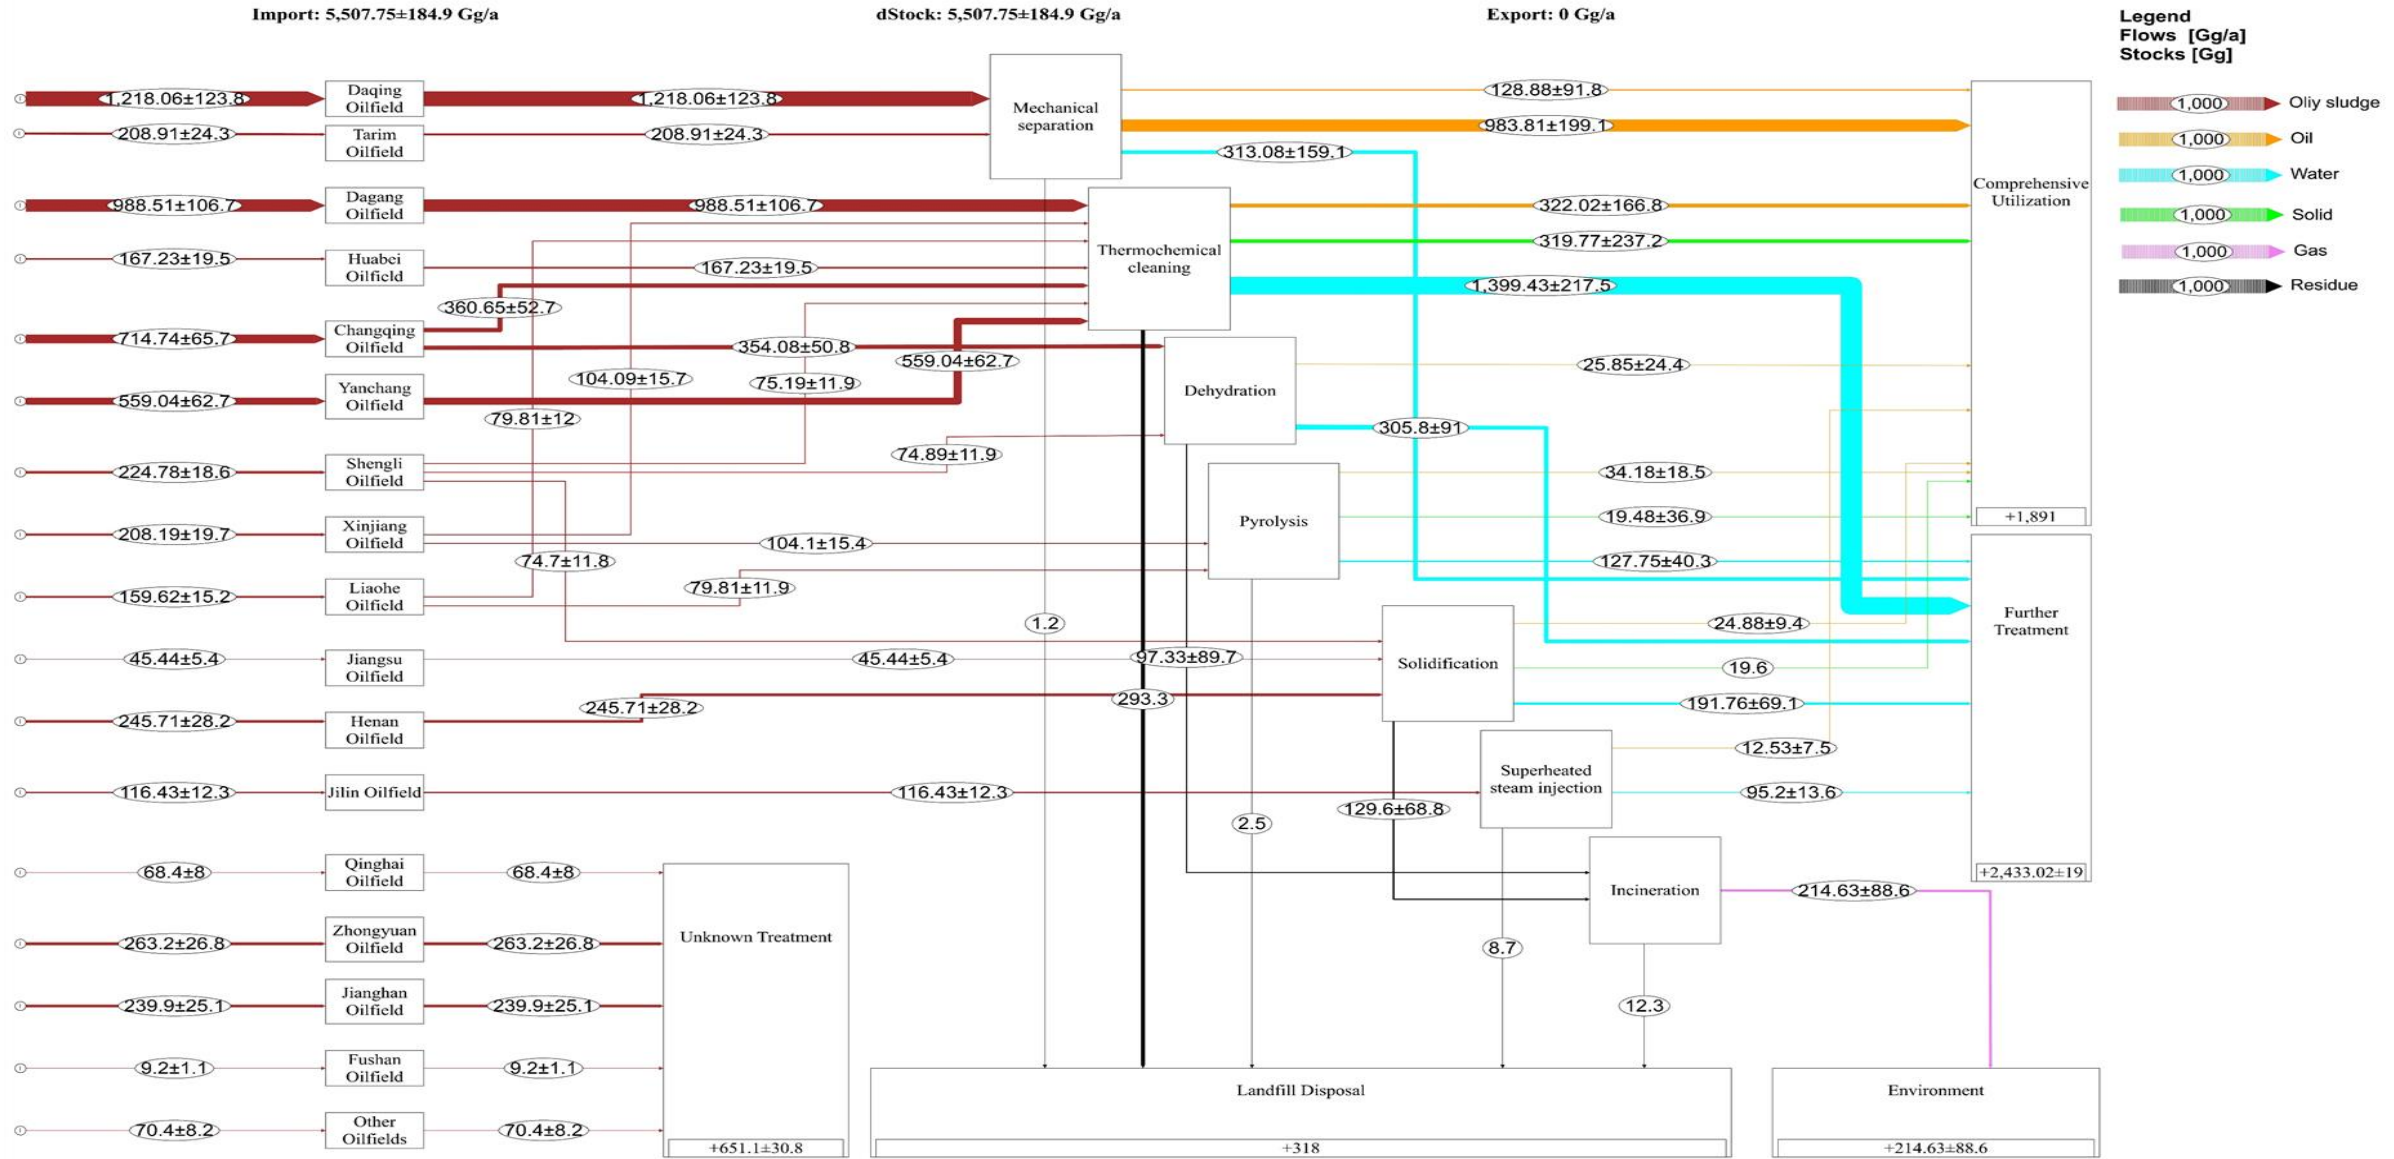 Import: 5,507.75±184.9 Gg/a
dStock: 5,507.75±184.9 Gg/a
Export: 0 Gg/a
Legend
Flows [Gg/a]
Stocks [Gg]
1,000 Oliy sludge
1,000 Oil
1,000 Water
1,000 Solid
1,000 Gas
1,000 Residue
1,218.06±123.8
Daqing
Oilfield
1,218.06±123.8
208.91±24.3
Tarim
Oilfield
208.91±24.3
988.51±106.7
Dagang
Oilfield
988.51±106.7
167.23±19.5
Huabei
Oilfield
167.23±19.5
714.74±65.7
Changqing
Oilfield
360.65±52.7
354.08±50.8
559.04±62.7
Yanchang
Oilfield
559.04±62.7
224.78±18.6
Shengli
Oilfield
75.19±11.9
74.89±11.9
74.7±11.8
208.19±19.7
Xinjiang
Oilfield
104.09±15.7
104.1±15.4
159.62±15.2
Liaohe
Oilfield
79.81±12
79.81±11.9
45.44±5.4
Jiangsu
Oilfield
45.44±5.4
245.71±28.2
Henan
Oilfield
245.71±28.2
116.43±12.3
Jilin Oilfield
116.43±12.3
68.4±8
Qinghai
Oilfield
68.4±8
263.2±26.8
Zhongyuan
Oilfield
263.2±26.8
239.9±25.1
Jianghan
Oilfield
239.9±25.1
9.2±1.1
Fushan
Oilfield
9.2±1.1
70.4±8.2
Other
Oilfields
70.4±8.2
Unknown Treatment
+651.1±30.8
Mechanical
separation
128.88±91.8
983.81±199.1
313.08±159.1
1.2
Thermochemical
cleaning
322.02±166.8
319.77±237.2
1,399.43±217.5
293.3
Dehydration
25.85±24.4
305.8±91
97.33±89.7
Pyrolysis
34.18±18.5
19.48±36.9
127.75±40.3
2.5
Solidification
24.88±9.4
19.6
191.76±69.1
129.6±68.8
Superheated
steam injection
12.53±7.5
95.2±13.6
8.7
Incineration
214.63±88.6
12.3
Comprehensive
Utilization
+1,891
Further
Treatment
+2,433.02±19
Landfill Disposal
+318
Environment
+214.63±88.6